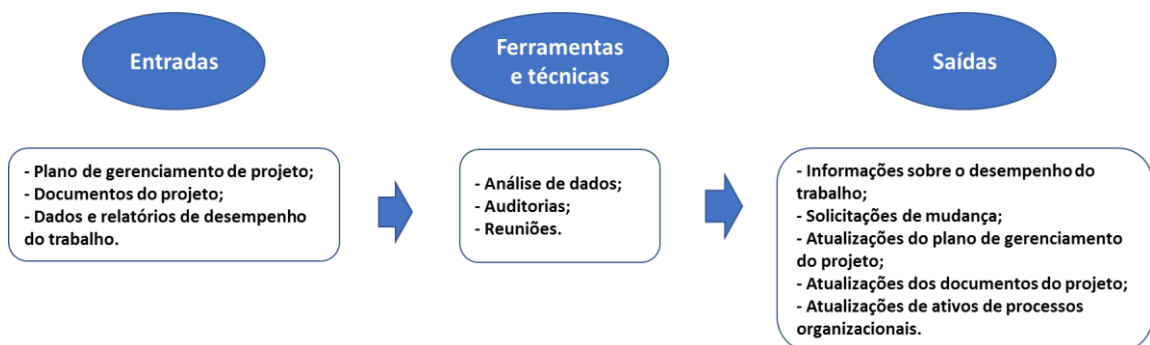 Entradas
Ferramentas
e técnicas
Saídas
- Plano de gerenciamento de projeto;
- Documentos do projeto;
- Dados e relatórios de desempenho
do trabalho.
- Análise de dados;
- Auditorias;
- Reuniões.
- Informações sobre o desempenho do
trabalho;
- Solicitações de mudança;
- Atualizações do plano de gerenciamento
do projeto;
- Atualizações dos documentos do projeto;
- Atualizações de ativos de processos
organizacionais.